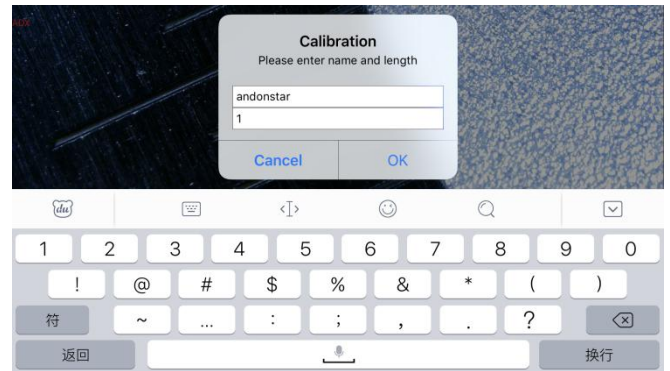 Calibration
Please enter name and length
andonstar
1
Cancel OK
du
1 2 3 4 5 6 7 8 9 0
! @ # $ % & * ( )
符 ~ ... : ; , . ?
返回 换行